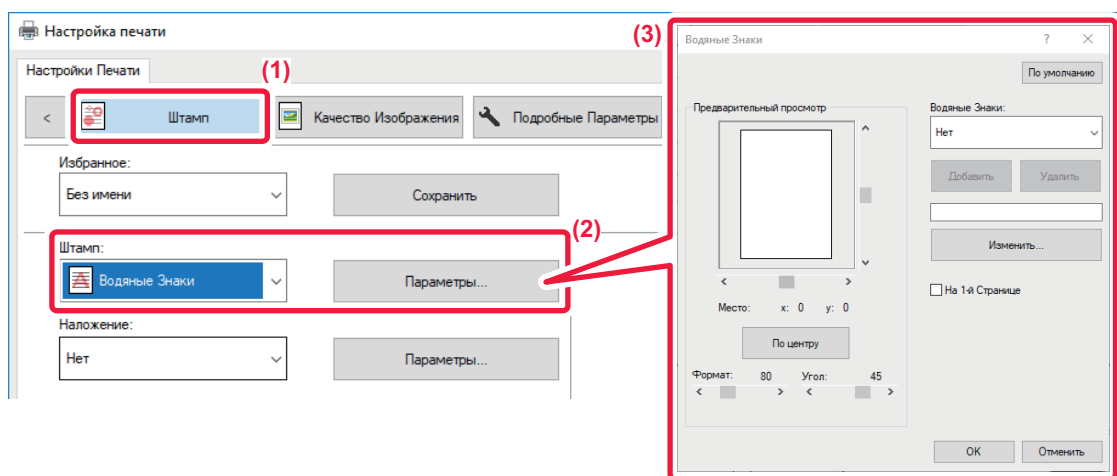 Настройка печати
Настройки Печати
(1)
< Штамп Качество Изображения Подробные Параметры
Избранное:
Без имени Сохранить
(2)
Штамп:
Водяные Знаки Параметры...
Наложение:
Нет Параметры...
(3)
Водяные Знаки ?
По умолчанию
Предварительный просмотр
Водяные Знаки:
Нет
Добавить Удалить
Изменить...
На 1-й Странице
Место: x: 0 y: 0
По центру
Формат: 80 Угол: 45
OK Отменить